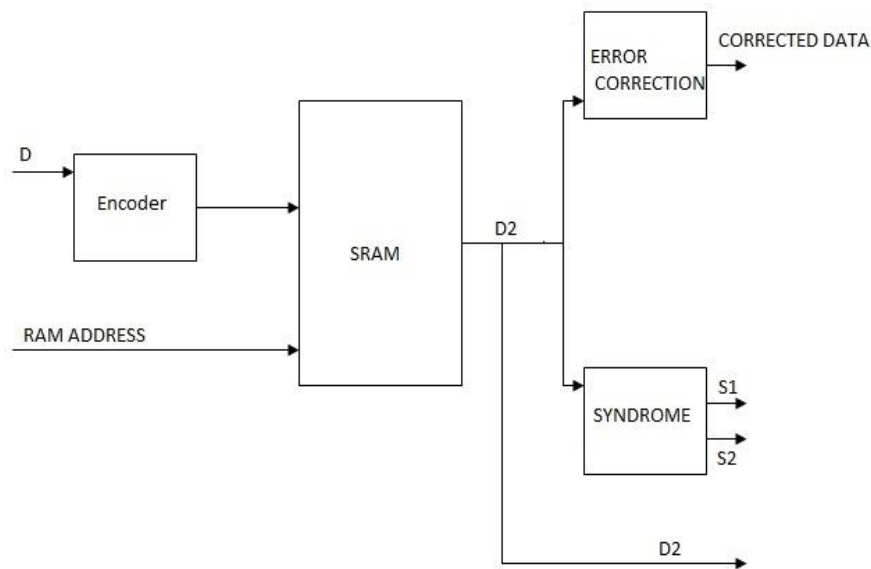 ERROR
CORRECTION
CORRECTED DATA
D
Encoder
SRAM
D2
RAM ADDRESS
SYNDROME
S1
S2
D2